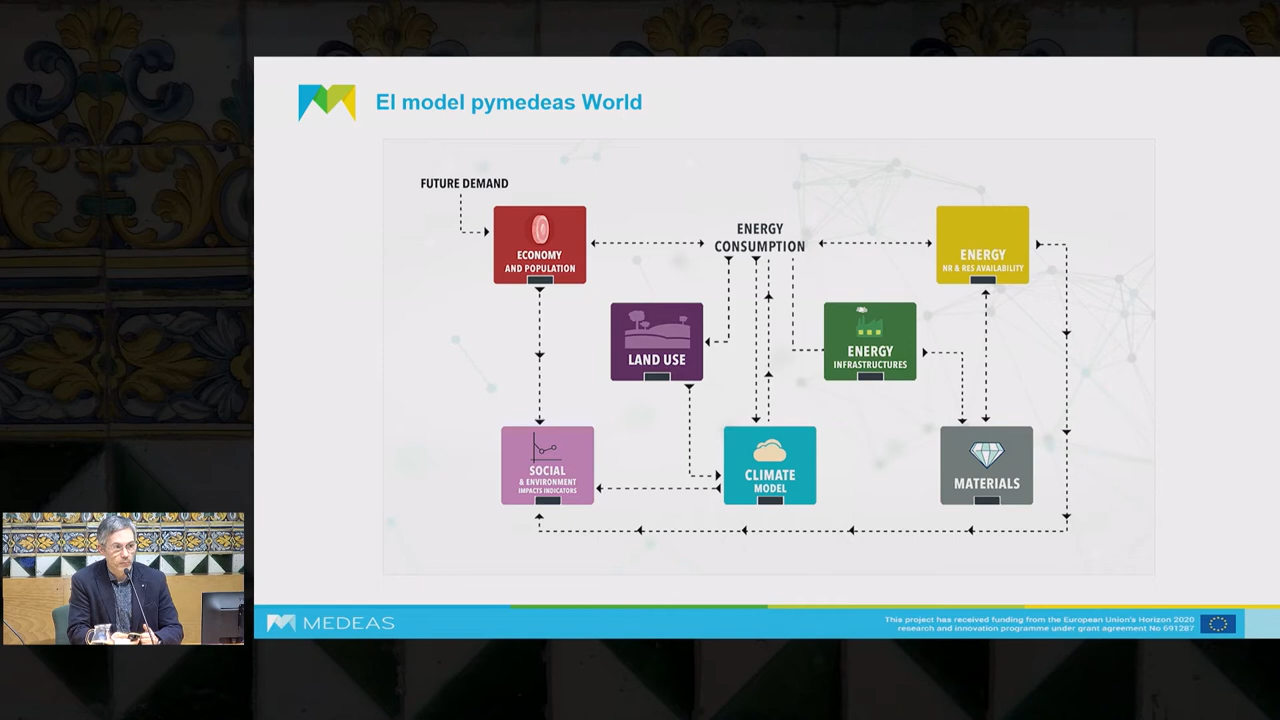 El model pymedeas World
FUTURE DEMAND
ECONOMY
AND POPULATION
ENERGY
CONSUMPTION
ENERGY
NR & RES AVAILABILITY
LAND USE
ENERGY
INFRASTRUCTURES
SOCIAL
& ENVIRONMENT
IMPACTS INDICATORS
CLIMATE
MODEL
MATERIALS
MEDEAS
This project has received funding from the European Union's Horizon 2020
research and innovation programme under grant agreement No 691287